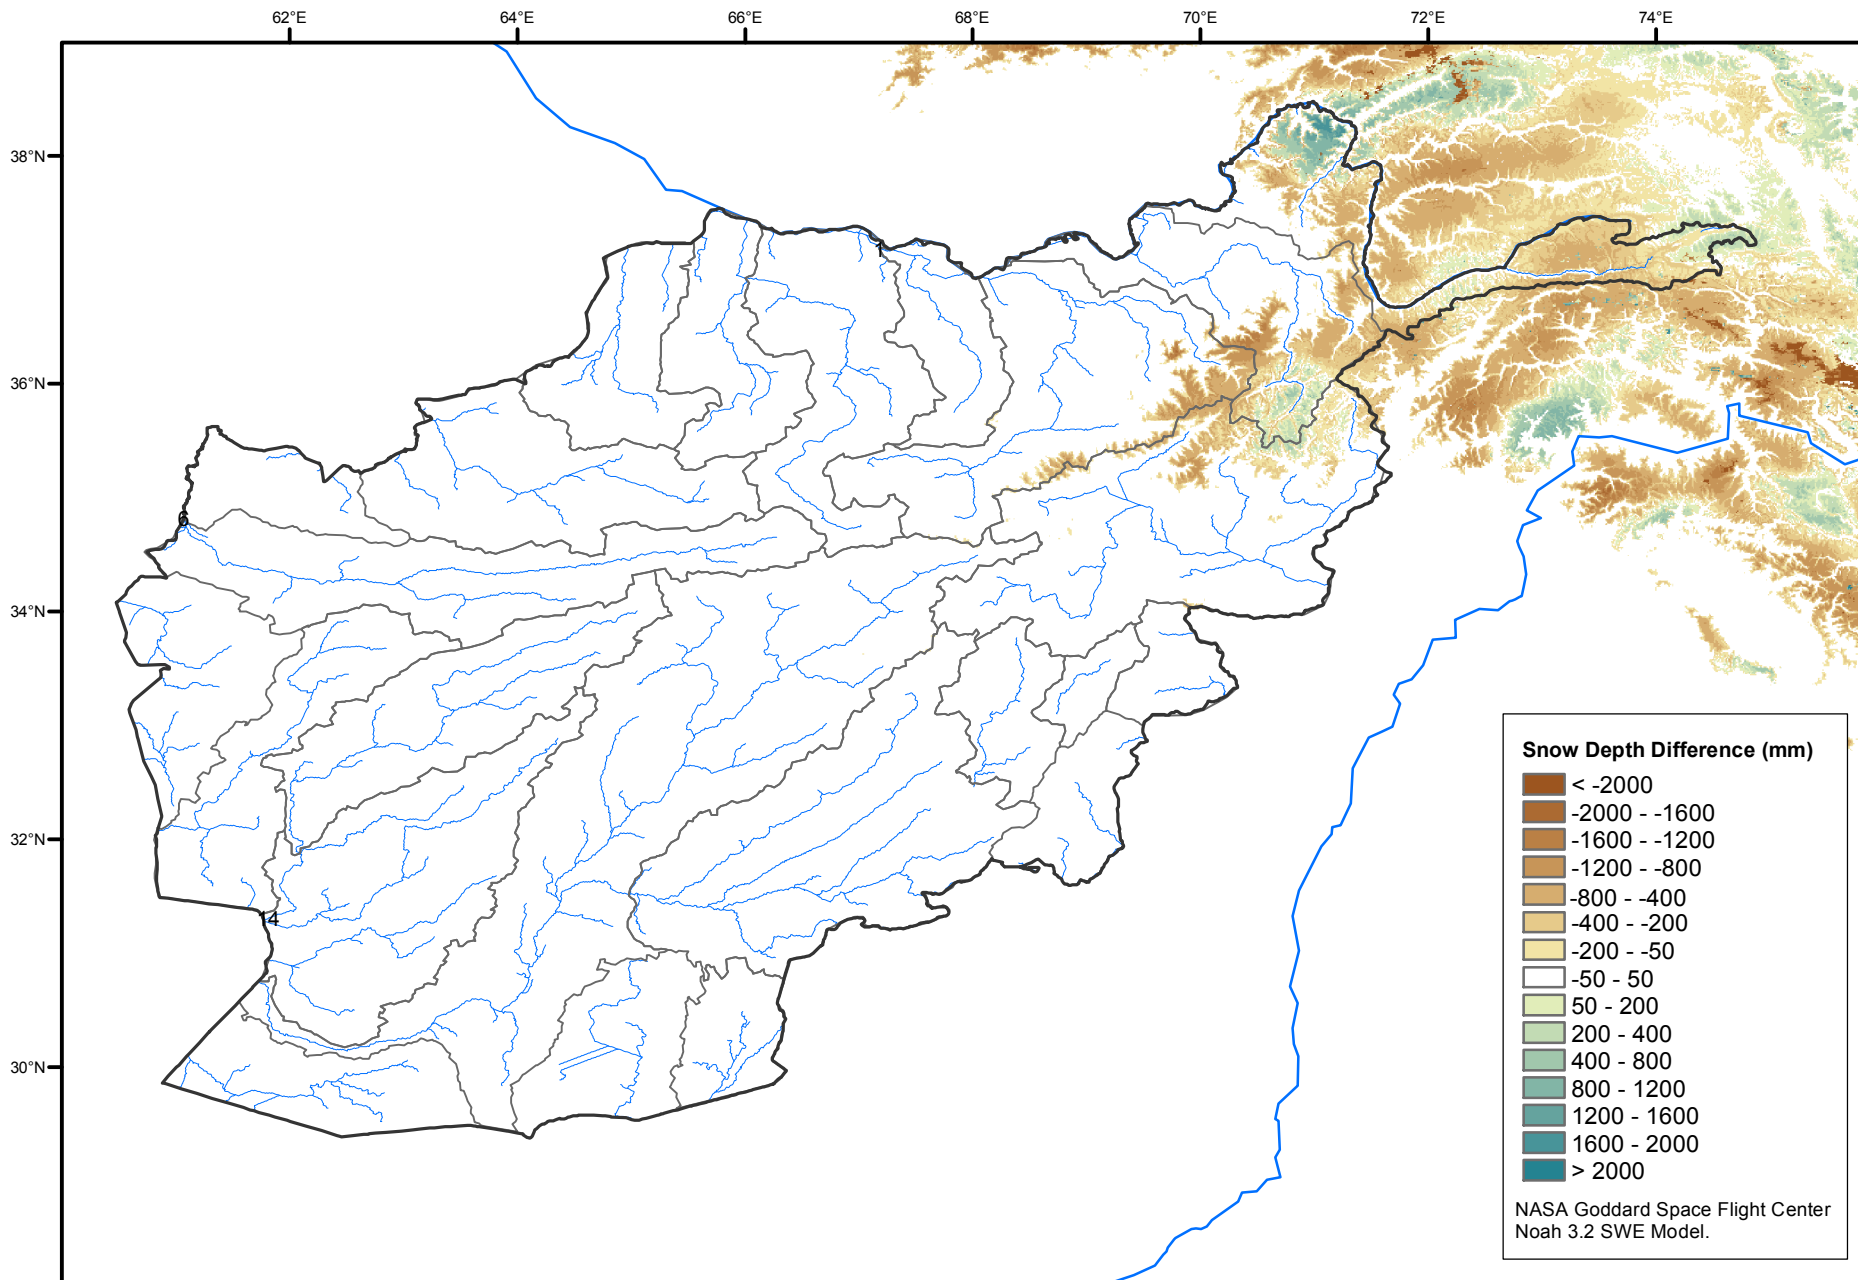 62°E 64°E 66°E 68°E 70°E 72°E 74°E
38°N
1
36°N
6
34°N
32°N
14
30°N
Snow Depth Difference (mm)
< -2000
-2000 - -1600
-1600 - -1200
-1200 - -800
-800 - -400
-400 - -200
-200 - -50
-50 - 50
50 - 200
200 - 400
400 - 800
800 - 1200
1200 - 1600
1600 - 2000
> 2000
NASA Goddard Space Flight Center
Noah 3.2 SWE Model.